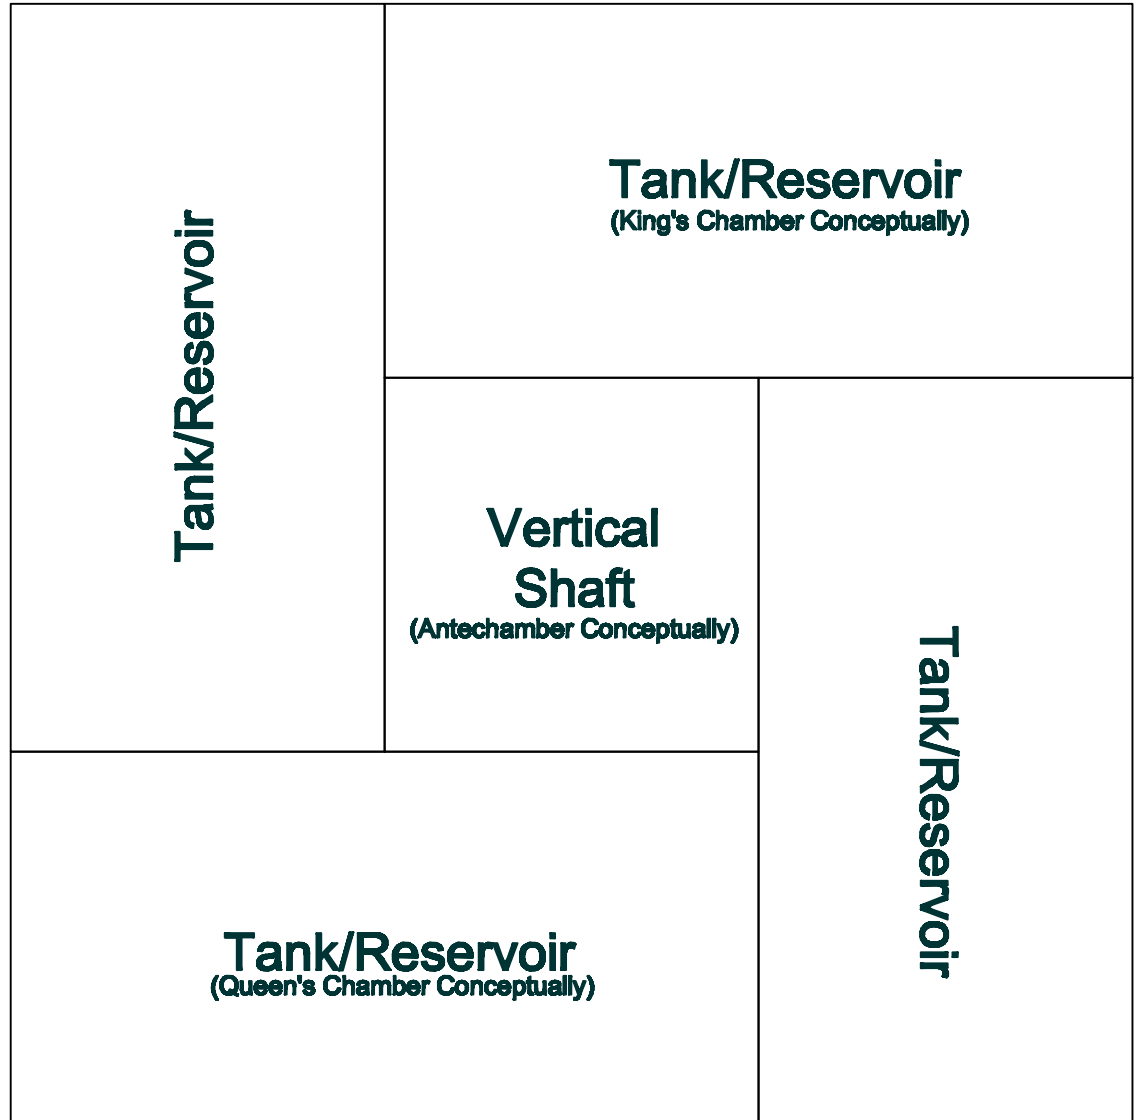 Tank/Reservoir
(King's Chamber Conceptually)
Tank/Reservoir
Vertical
Shaft
(Antechamber Conceptually)
Tank/Reservoir
Tank/Reservoir
(Queen's Chamber Conceptually)